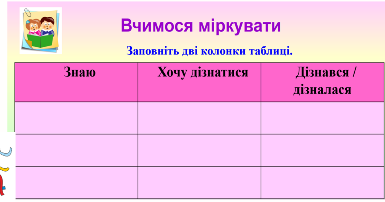 Вчимося міркувати
Заповніть дві колонки таблиці.
Знаю
Хочу дізнатися
Дізнався /
дізналася